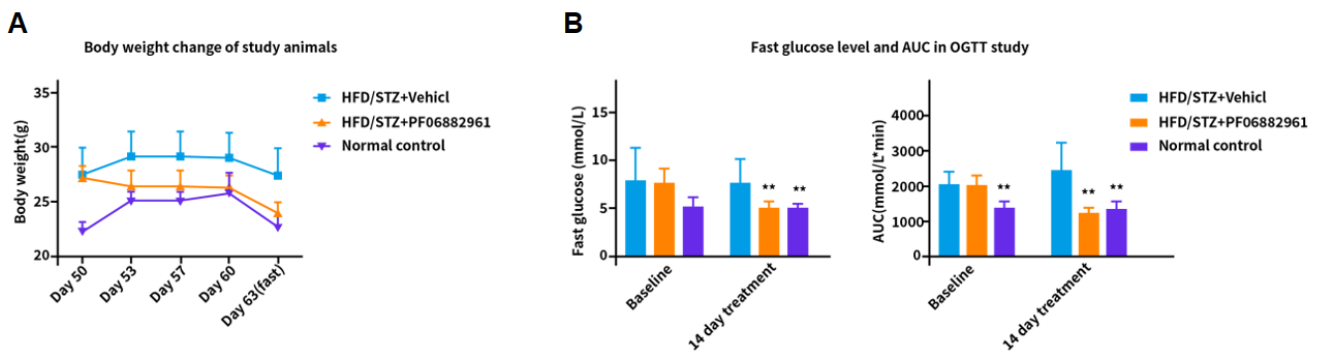 A
Body weight change of study animals
Body weight(g)
35
30
25
20
Day 50
Day 53
Day 57
Day 60
Day 63(fast)
HFD/STZ+Vehicl
HFD/STZ+PF06882961
Normal control
B
Fast glucose level and AUC in OGTT study
Fast glucose (mmol/L)
15
10
5
0
** **
Baseline
14 day treatment
AUC(mmol/L*min)
4000
3000
2000
1000
0
**
** **
Baseline
14 day treatment
HFD/STZ+Vehicl
HFD/STZ+PF06882961
Normal control